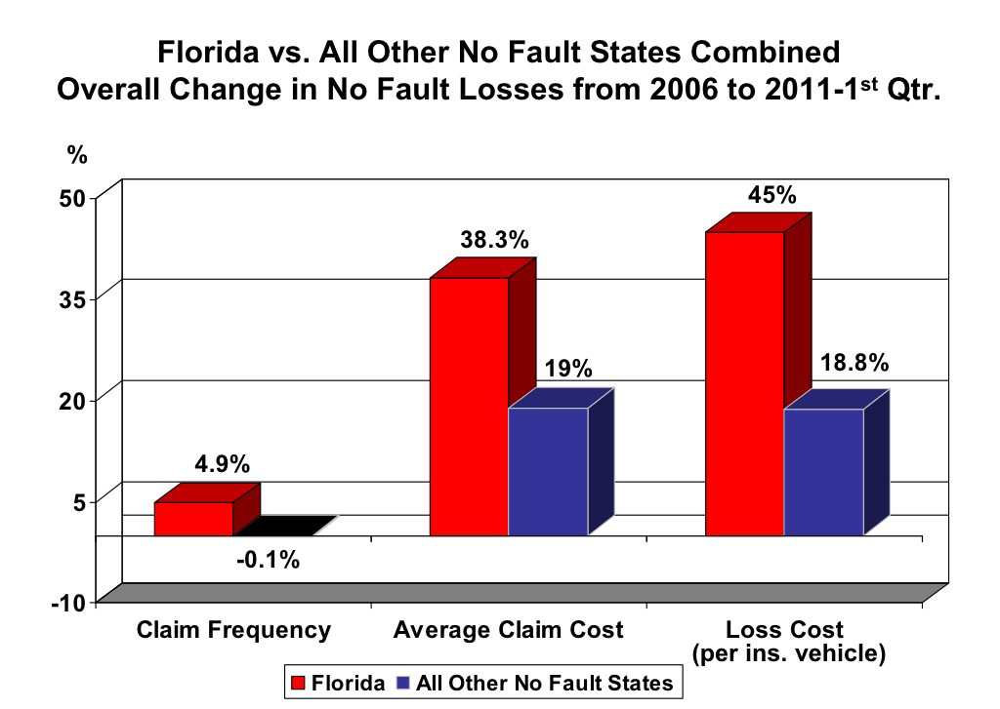 Florida vs. All Other No Fault States Combined
Overall Change in No Fault Losses from 2006 to 2011-1st Qtr.
%
50
45%
38.3%
35
19%
18.8%
20
4.9%
5
-0.1%
-10
Claim Frequency
Average Claim Cost
Loss Cost
(per ins. vehicle)
Florida
All Other No Fault States